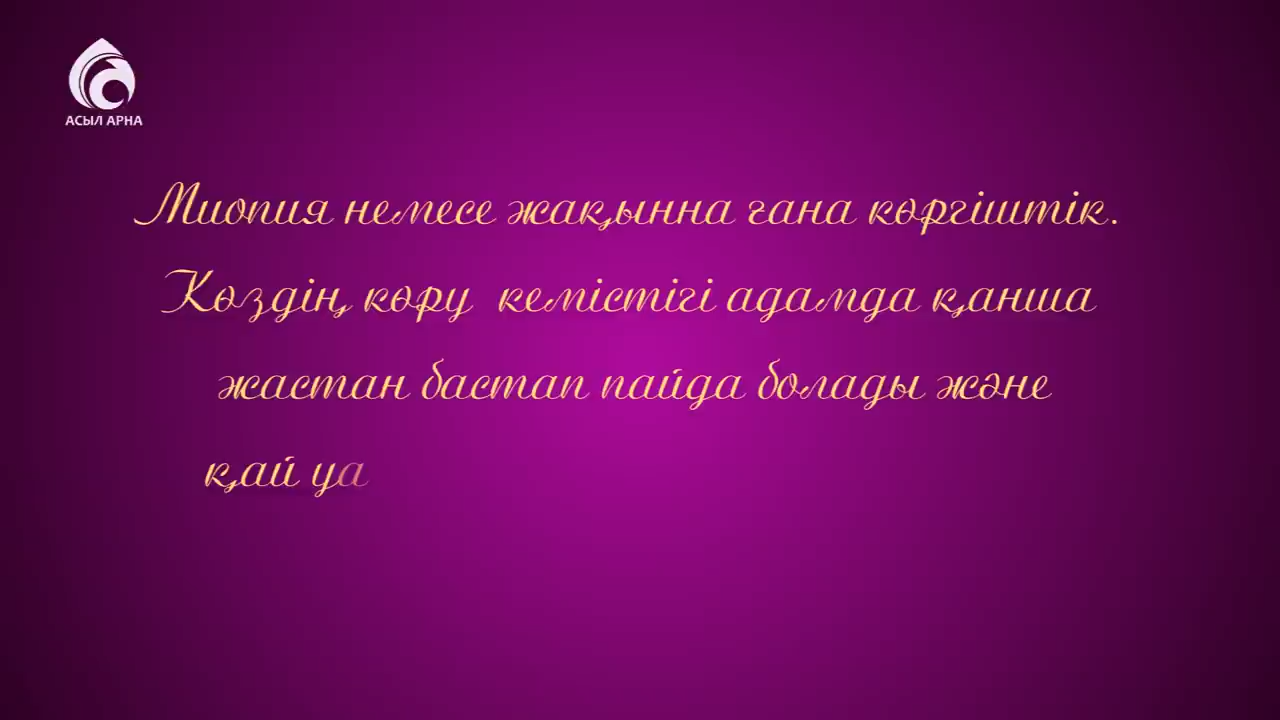 АСЫЛ АРНА
Миопия немесе жақынна ғана көргіштік.
Көздің көру кемістігі адамда қанша
жастан бастап пайда болады және
қай уа